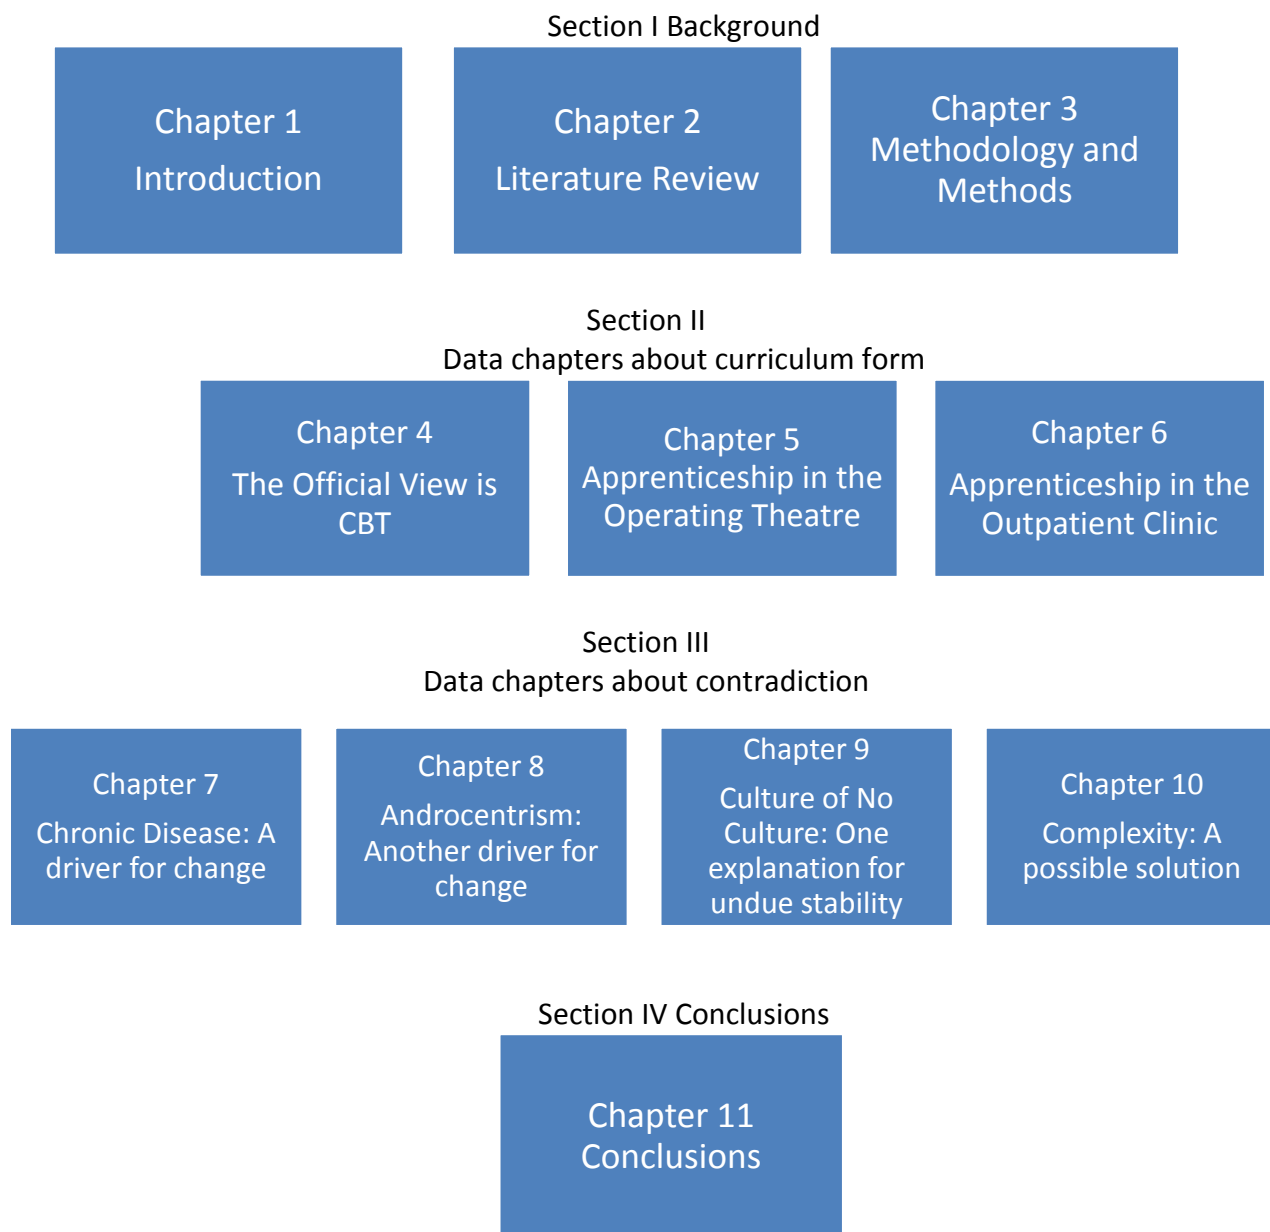 Section I Background
Chapter 1
Introduction
Chapter 2
Literature Review
Chapter 3
Methodology and
Methods
Section II
Data chapters about curriculum form
Chapter 4
The Official View is
CBT
Chapter 5
Apprenticeship in the
Operating Theatre
Chapter 6
Apprenticeship in the
Outpatient Clinic
Section III
Data chapters about contradiction
Chapter 7
Chronic Disease: A
driver for change
Chapter 8
Androcentrism:
Another driver for
change
Chapter 9
Culture of No
Culture: One
explanation for
undue stability
Chapter 10
Complexity: A
possible solution
Section IV Conclusions
Chapter 11
Conclusions